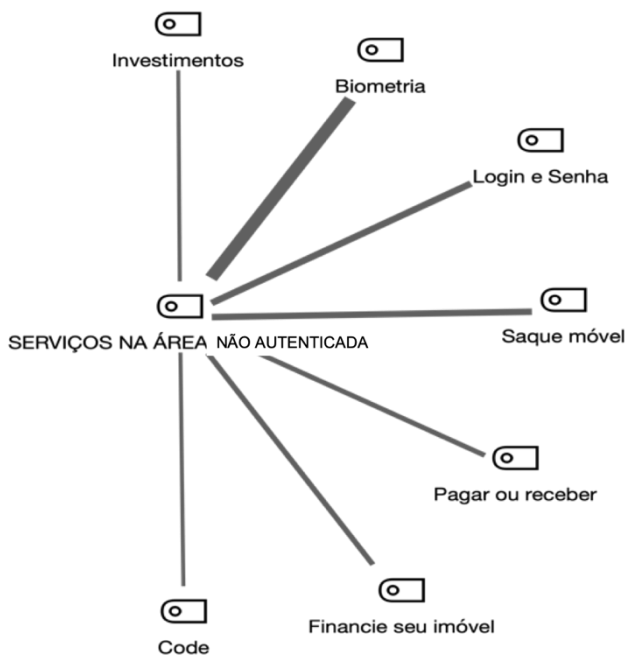 Investimentos
Biometria
Login e Senha
SERVIÇOS NA ÁREA NÃO AUTENTICADA
Saque móvel
Pagar ou receber
Financie seu imóvel
Code